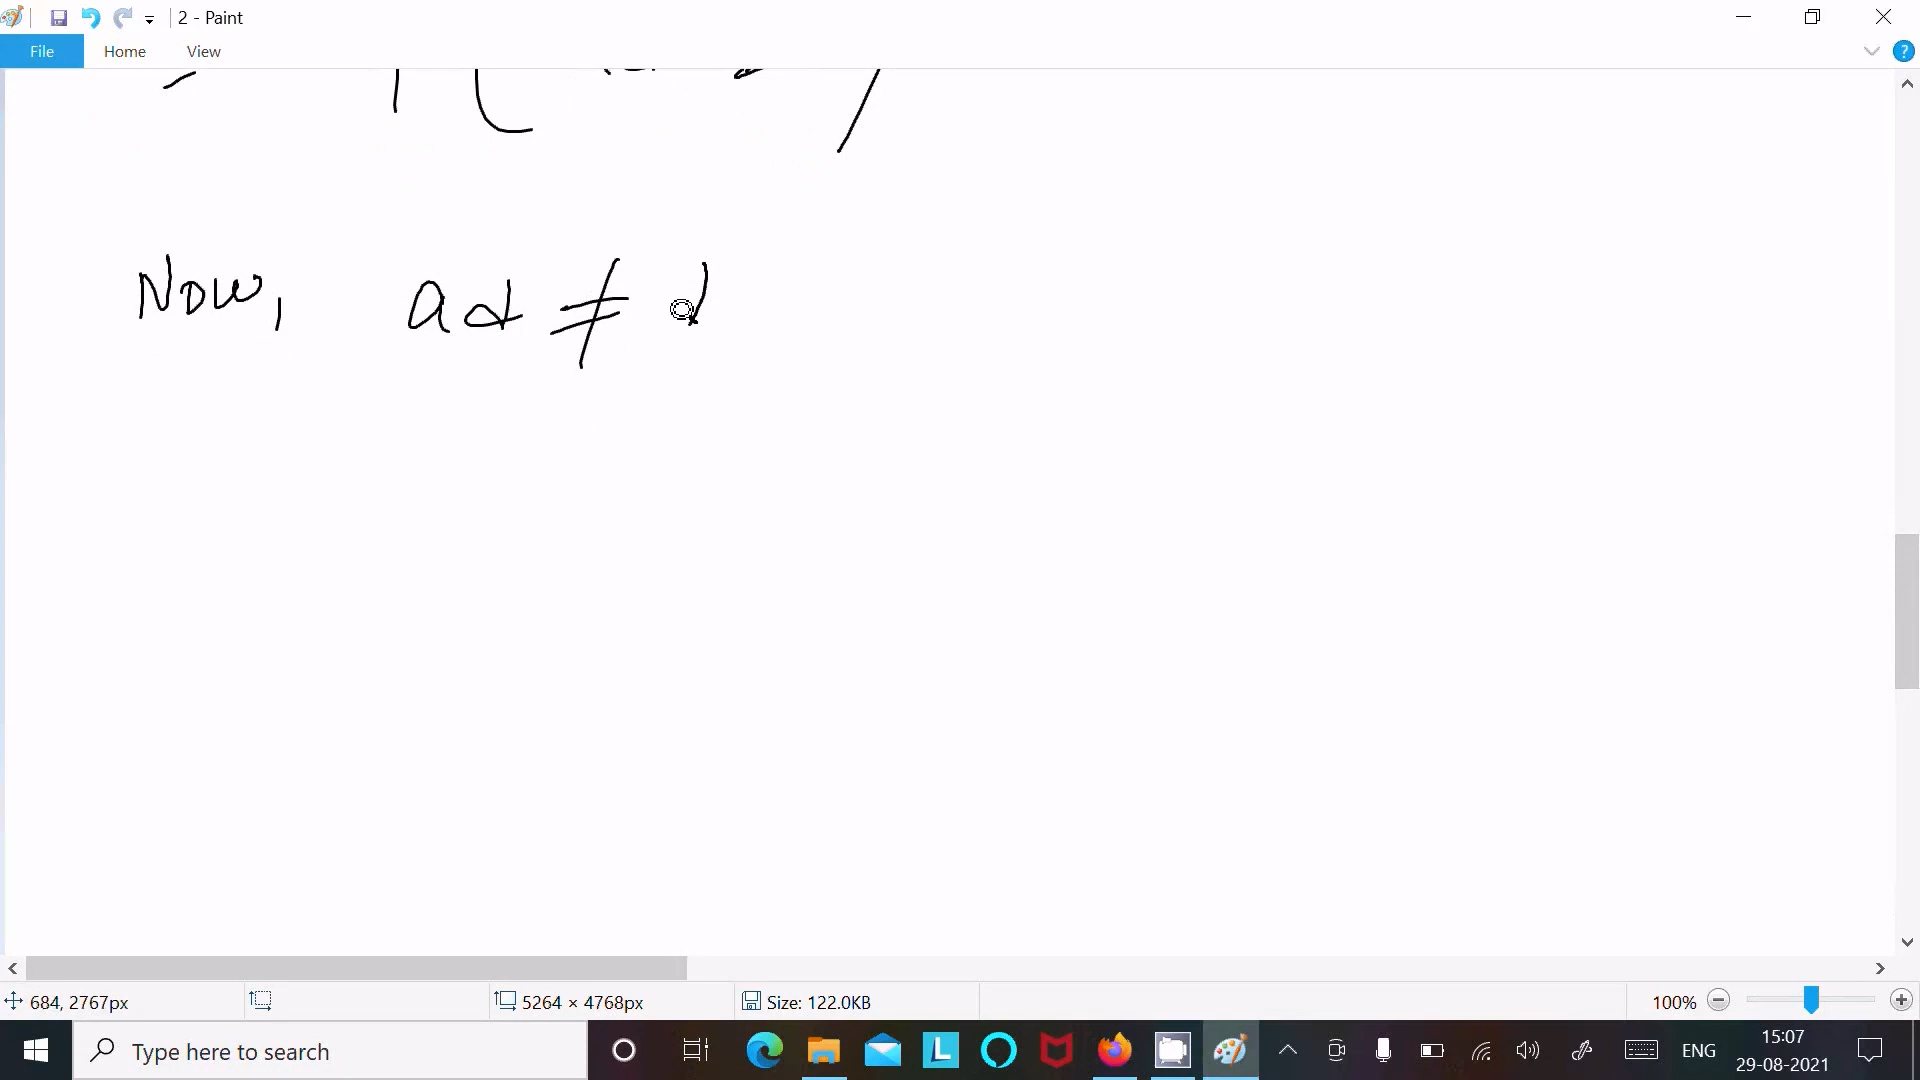 2 - Paint
File Home View
Now, ad ≠
684, 2767px 5264 × 4768px Size: 122.0KB 100%
Type here to search L ENG 15:07
29-08-2021